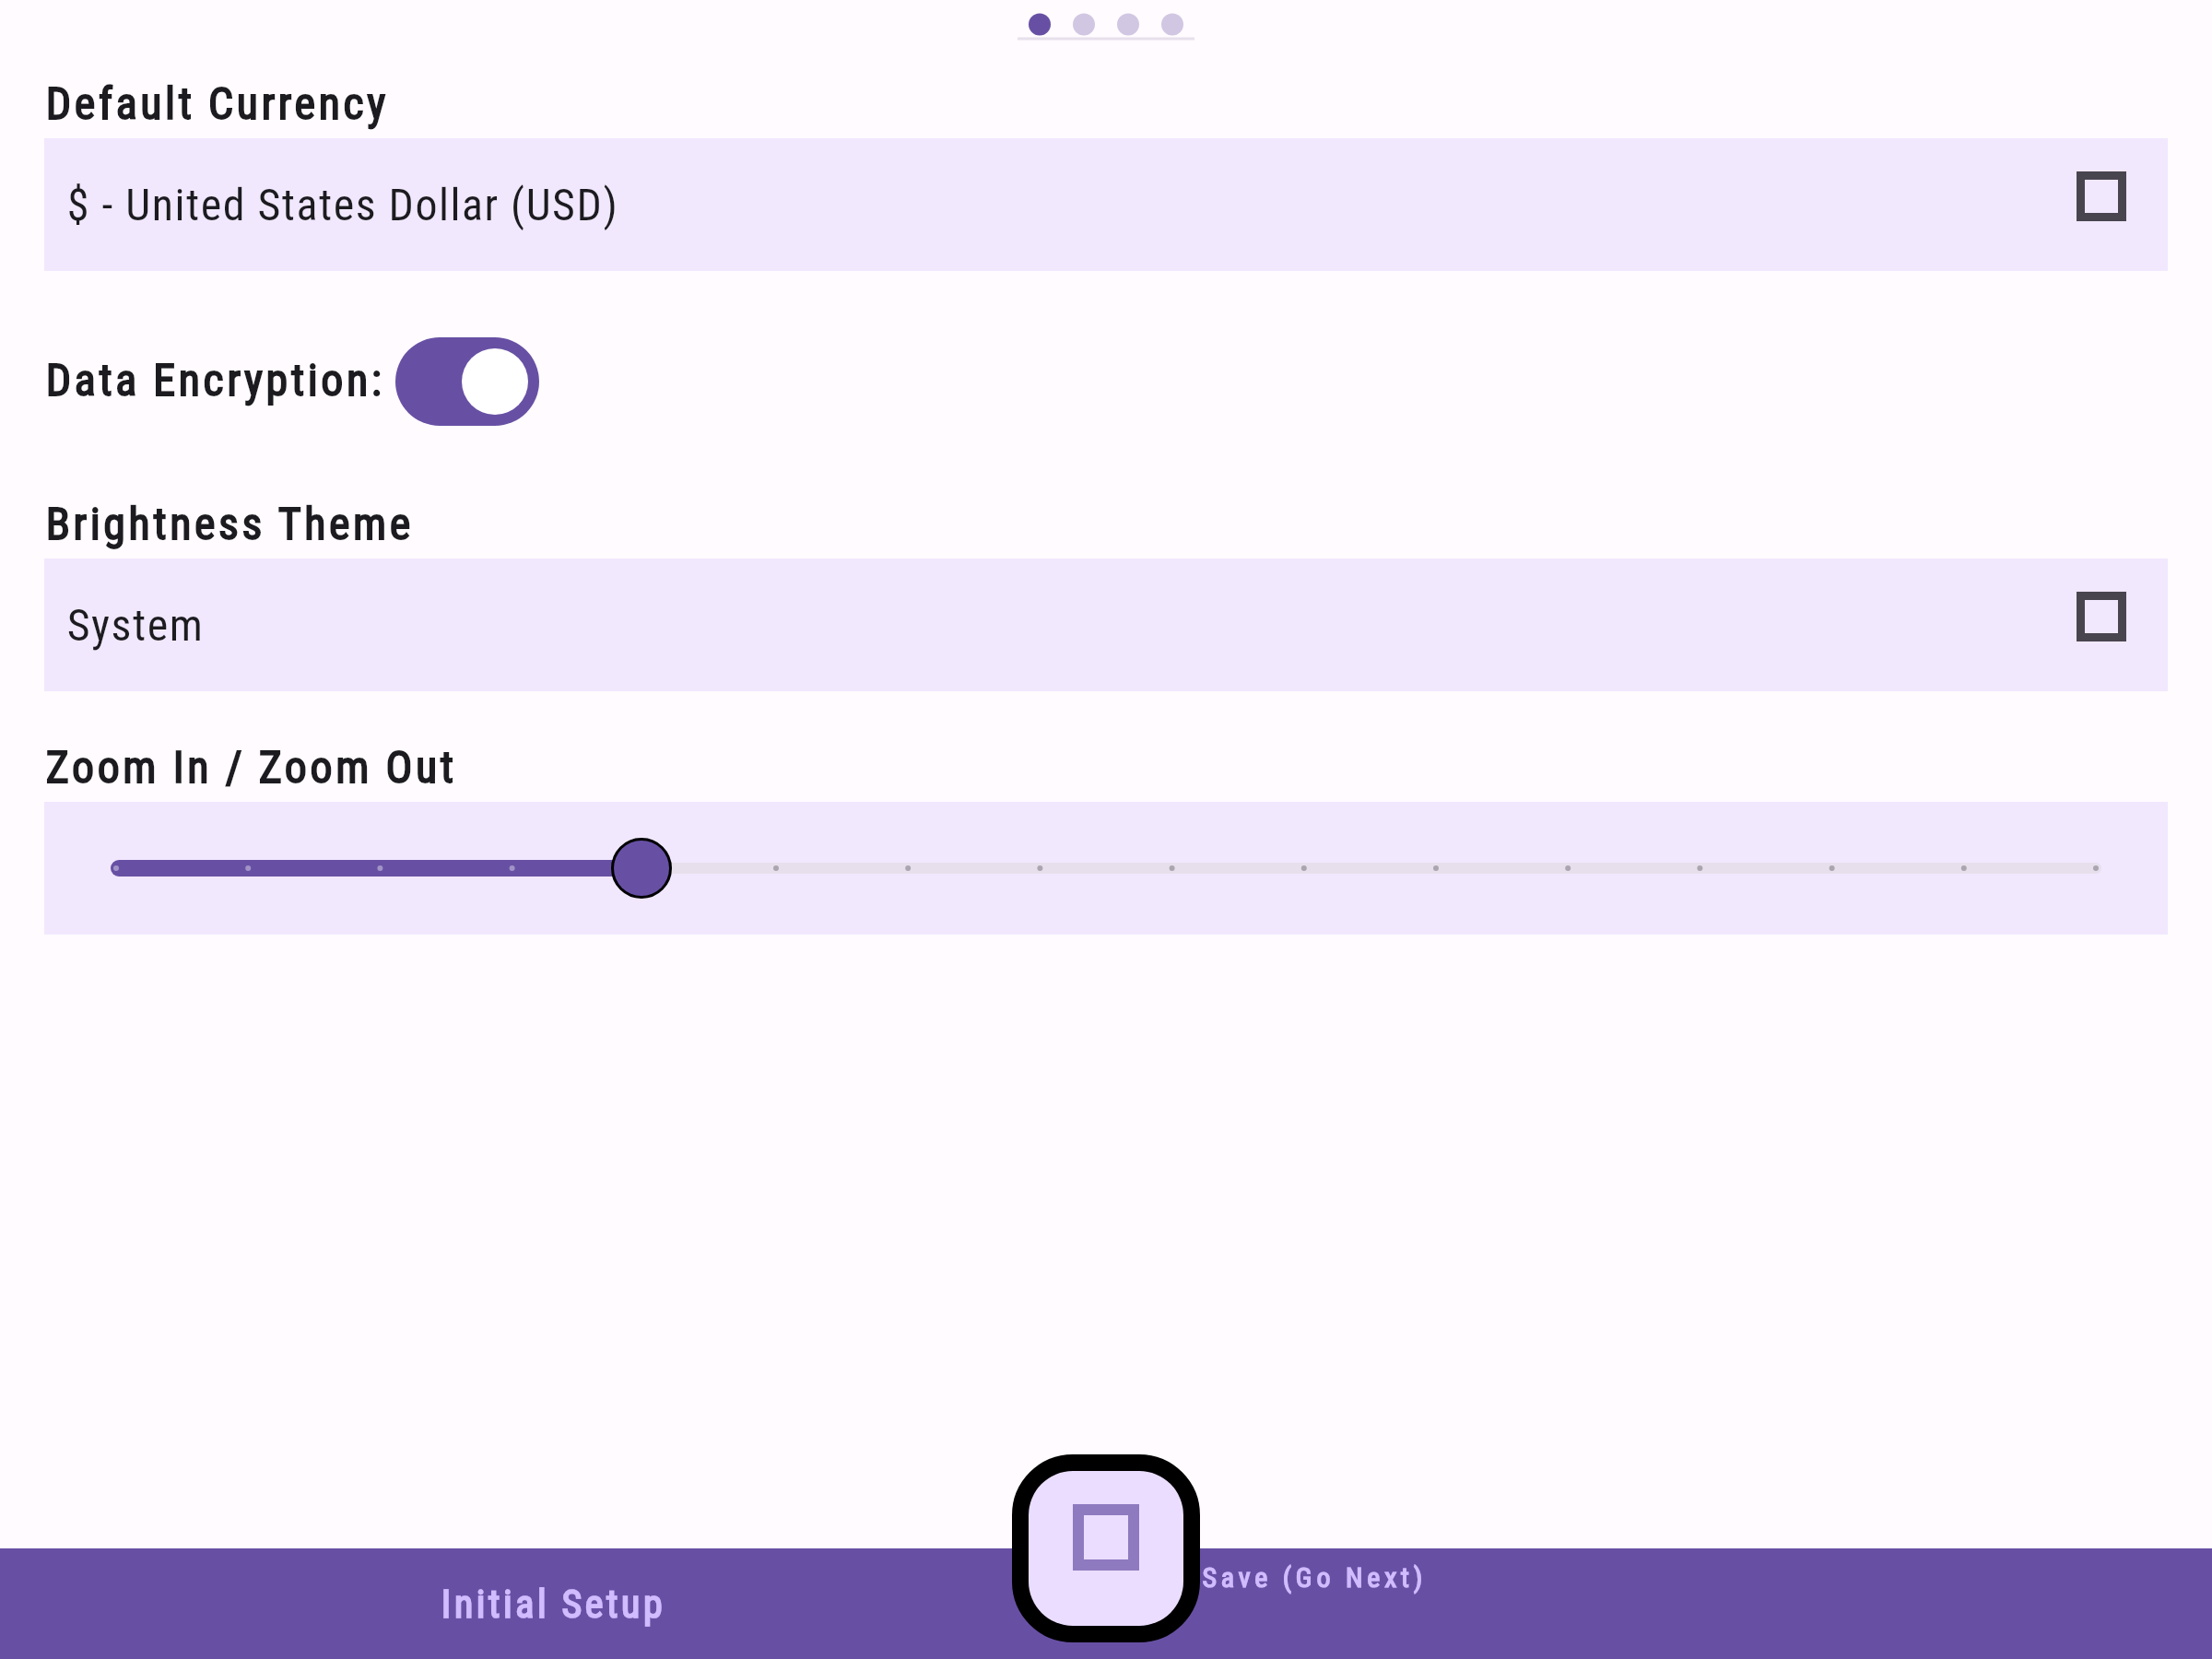 Default Currency
$ - United States Dollar (USD)
Data Encryption:
Brightness Theme
System
Zoom In / Zoom Out
Save (Go Next)
Initial Setup